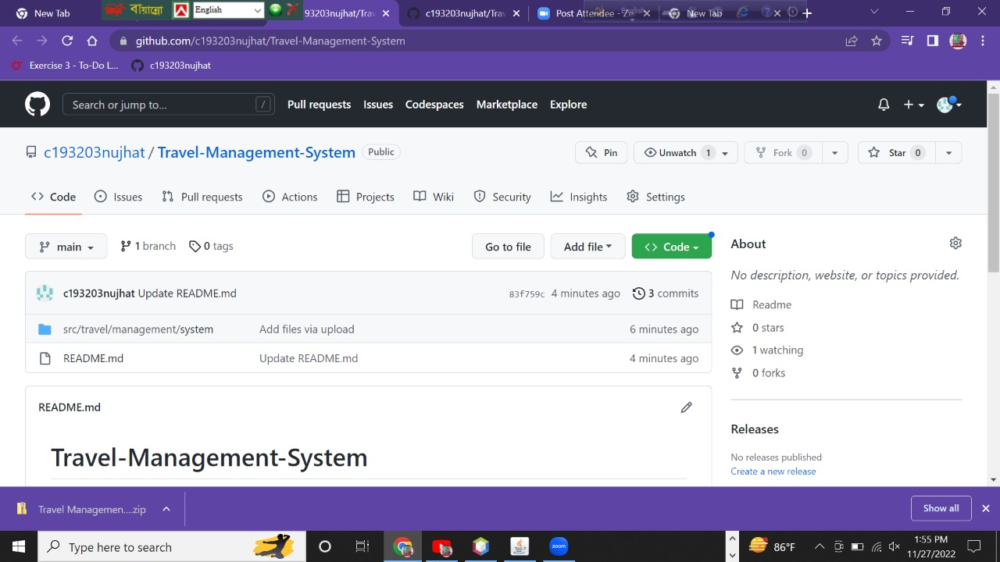 New Tab
বায়ান্নো
English
93203nujhat/Trav
c193203nujhat/Trav
Post Attendee - Zo
New Tab
github.com/c193203nujhat/Travel-Management-System
Exercise 3 - To-Do L...
c193203nujhat
Search or jump to...
/
Pull requests
Issues
Codespaces
Marketplace
Explore
c193203nujhat / Travel-Management-System
Public
Pin
Unwatch 1
Fork 0
Star 0
Code
Issues
Pull requests
Actions
Projects
Wiki
Security
Insights
Settings
main
1 branch
0 tags
Go to file
Add file
Code
c193203nujhat Update README.md
83f759c 4 minutes ago
3 commits
src/travel/management/system
Add files via upload
6 minutes ago
README.md
Update README.md
4 minutes ago
README.md
Travel-Management-System
About
No description, website, or topics provided.
Readme
0 stars
1 watching
0 forks
Releases
No releases published
Create a new release
Travel Managemen....zip
Show all
Type here to search
zoom
86°F
1:55 PM
11/27/2022